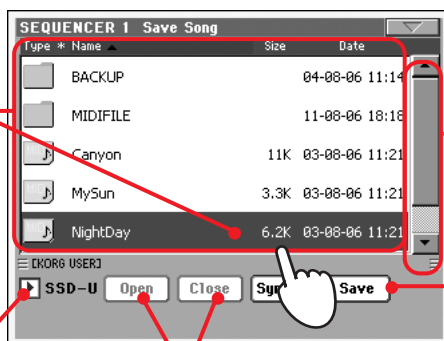 SEQUENCER 1 Save Song
Type * Name Size Date
BACKUP 04-08-06 11:14
MIDIFILE 11-08-06 18:18
Canyon 11K 03-08-06 11:21
MySun 3.3K 03-08-06 11:21
NightDay 6.2K 03-08-06 11:21
[KORG USER]
SSD-U Open Close Save